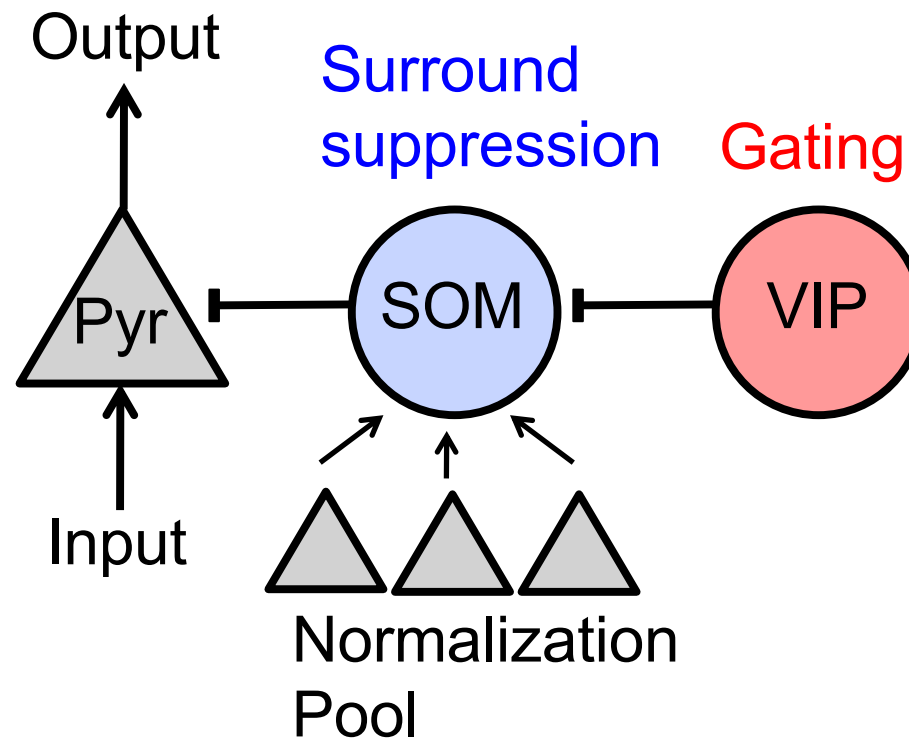 Output
Surround
suppression
Gating
Pyr
SOM
VIP
Input
Normalization
Pool